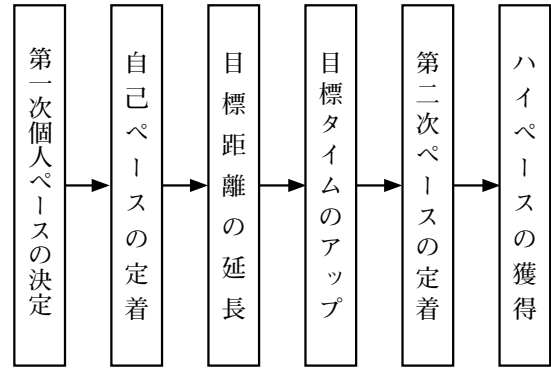 第一次個人ペースの決定
自己ペースの定着
目標距離の延長
目標タイムのアップ
第二次ペースの定着
ハイペースの獲得